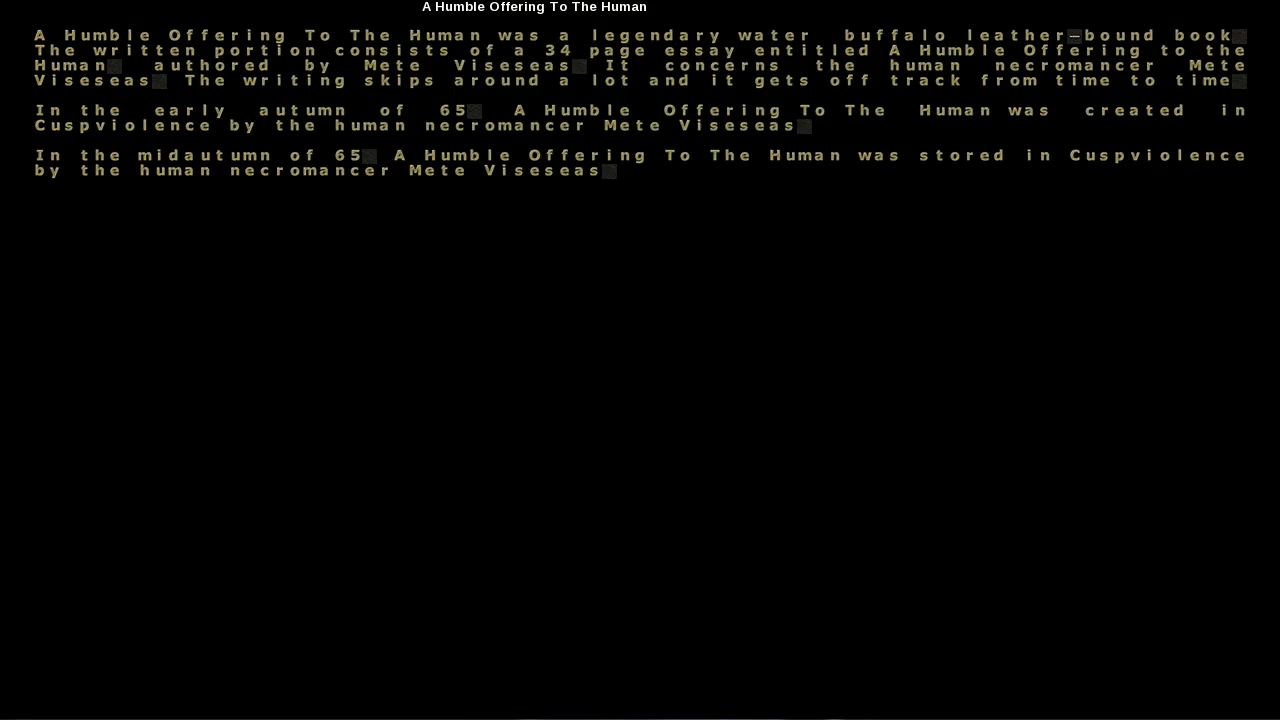 A Humble Offering To The Human
A Humble Offering To The Human was a legendary water buffalo leather-bound book
The written portion consists of a 34 page essay entitled A Humble Offering to the
Human authored by Mete Viseseas It concerns the human necromancer Mete
Viseseas The writing skips around a lot and it gets off track from time to time
In the early autumn of 65 A Humble Offering To The Human was created in
Cuspviolence by the human necromancer Mete Viseseas
In the midautumn of 65 A Humble Offering To The Human was stored in Cuspviolence
by the human necromancer Mete Viseseas